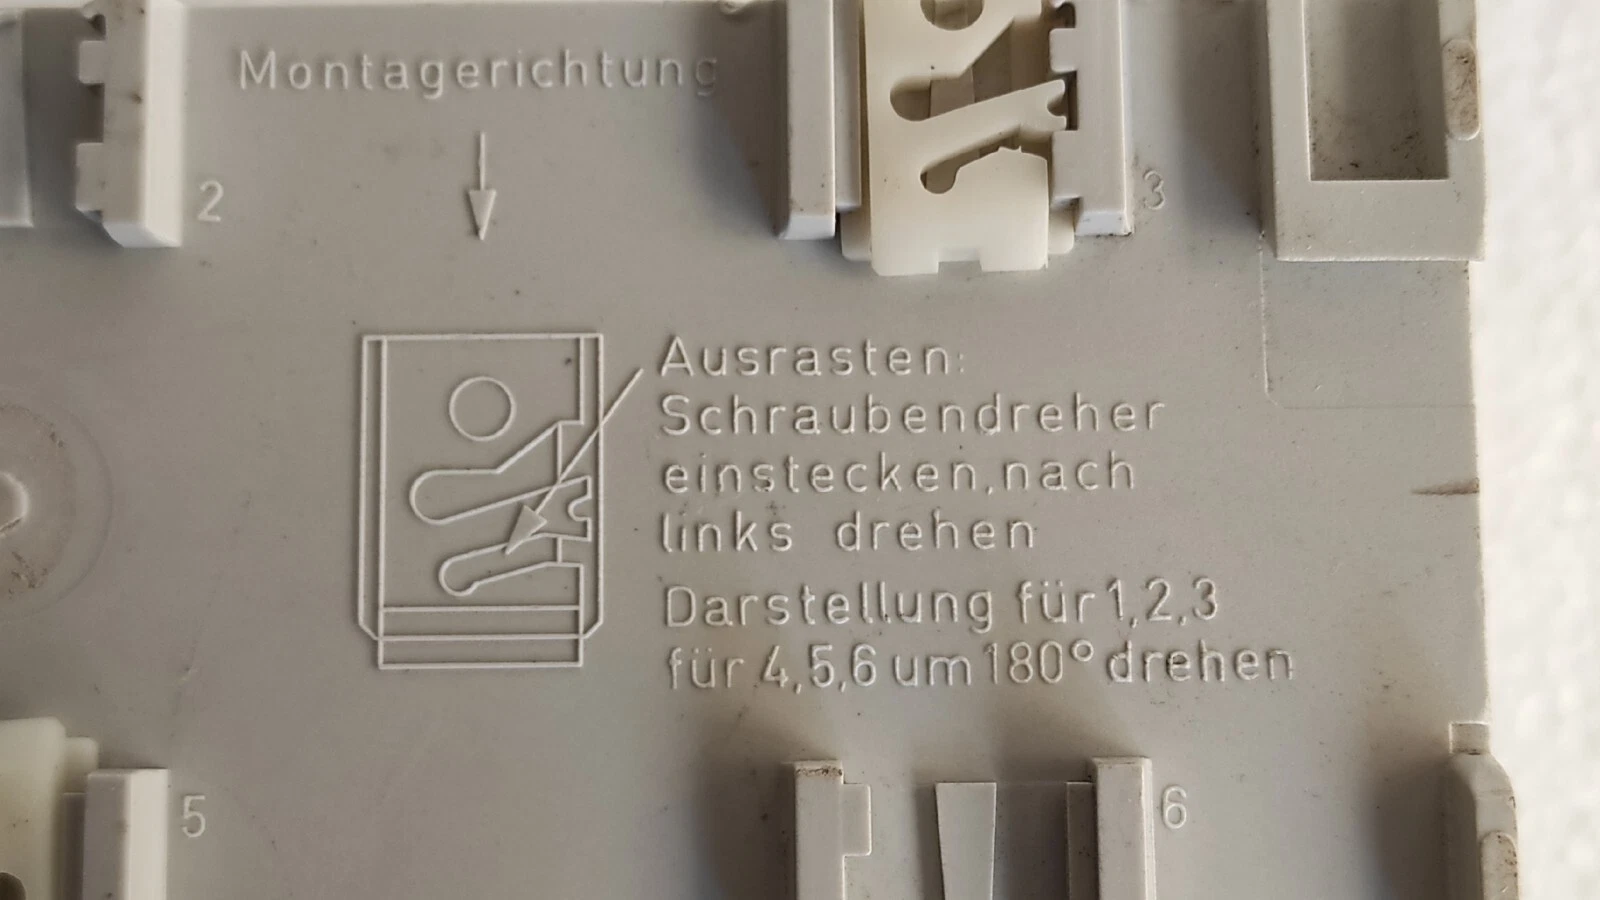 Montagerichtung
2
3
Ausrasten:
Schraubendreher
einstecken,nach
links drehen
Darstellung für 1,2,3
für 4,5,6 um 180° drehen
5
6